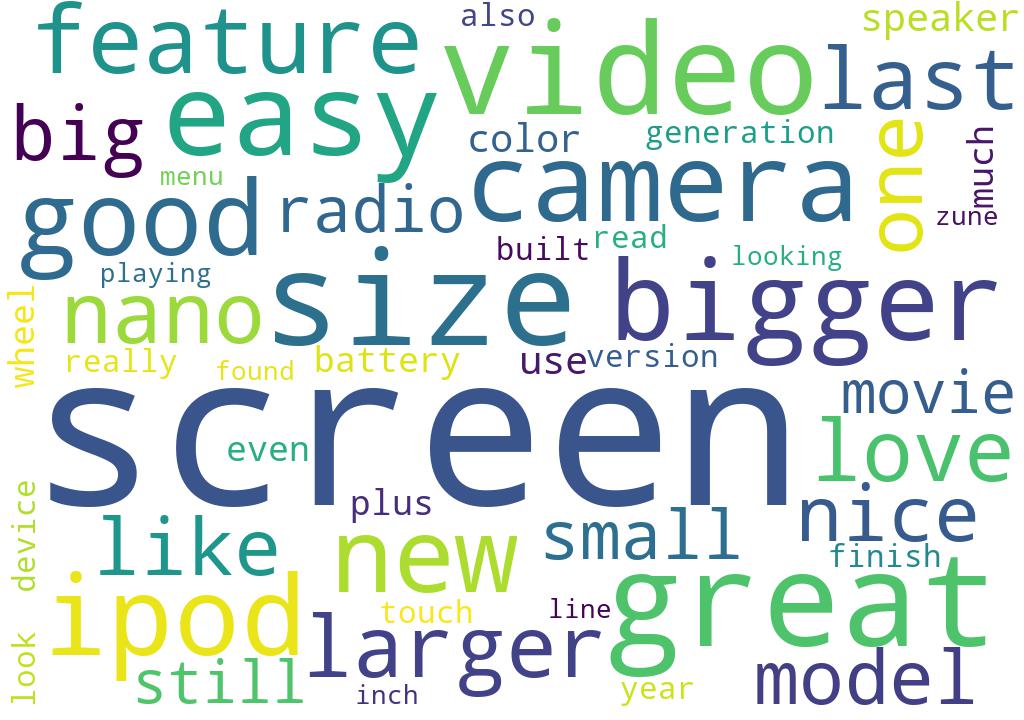 feature
also
video
speaker
last
big
easy
color
generation
one
much
menu
good
radio
camera
zune
built
read
looking
playing
wheel
nano
size
bigger
really
found
battery
use
version
screen
even
movie
love
device
plus
nice
like
new
small
finish
ipod
touch
line
great
look
still
larger
inch
year
model